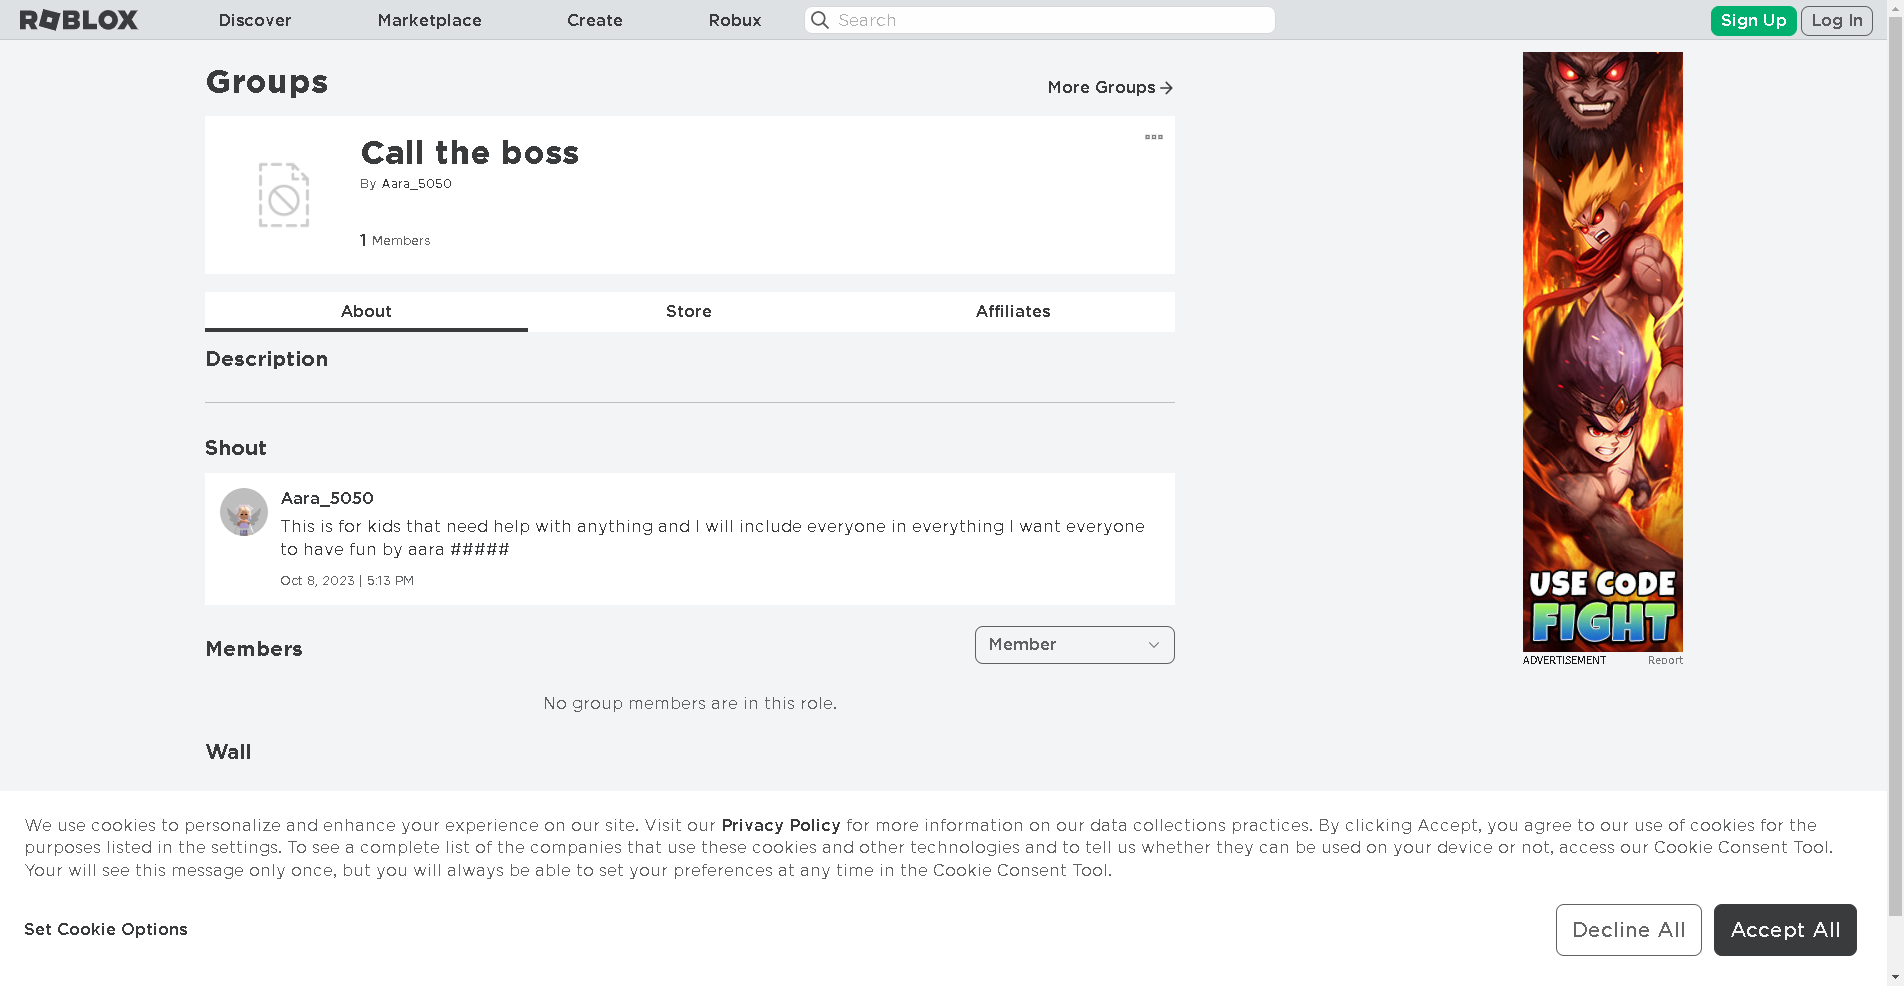 ROBLOX
Discover
Marketplace
Create
Robux
Search
Sign Up
Log In
Groups
More Groups
Call the boss
By Aara_5050
1 Members
About
Store
Affiliates
Description
Shout
Aara_5050
This is for kids that need help with anything and I will include everyone in everything I want everyone
to have fun by aara #####
Oct 8, 2023 | 5:13 PM
Members
Member
No group members are in this role.
Wall
USE CODE
FIGHT
ADVERTISEMENT
Report
We use cookies to personalize and enhance your experience on our site. Visit our Privacy Policy for more information on our data collections practices. By clicking Accept, you agree to our use of cookies for the
purposes listed in the settings. To see a complete list of the companies that use these cookies and other technologies and to tell us whether they can be used on your device or not, access our Cookie Consent Tool.
Your will see this message only once, but you will always be able to set your preferences at any time in the Cookie Consent Tool.
Set Cookie Options
Decline All
Accept All